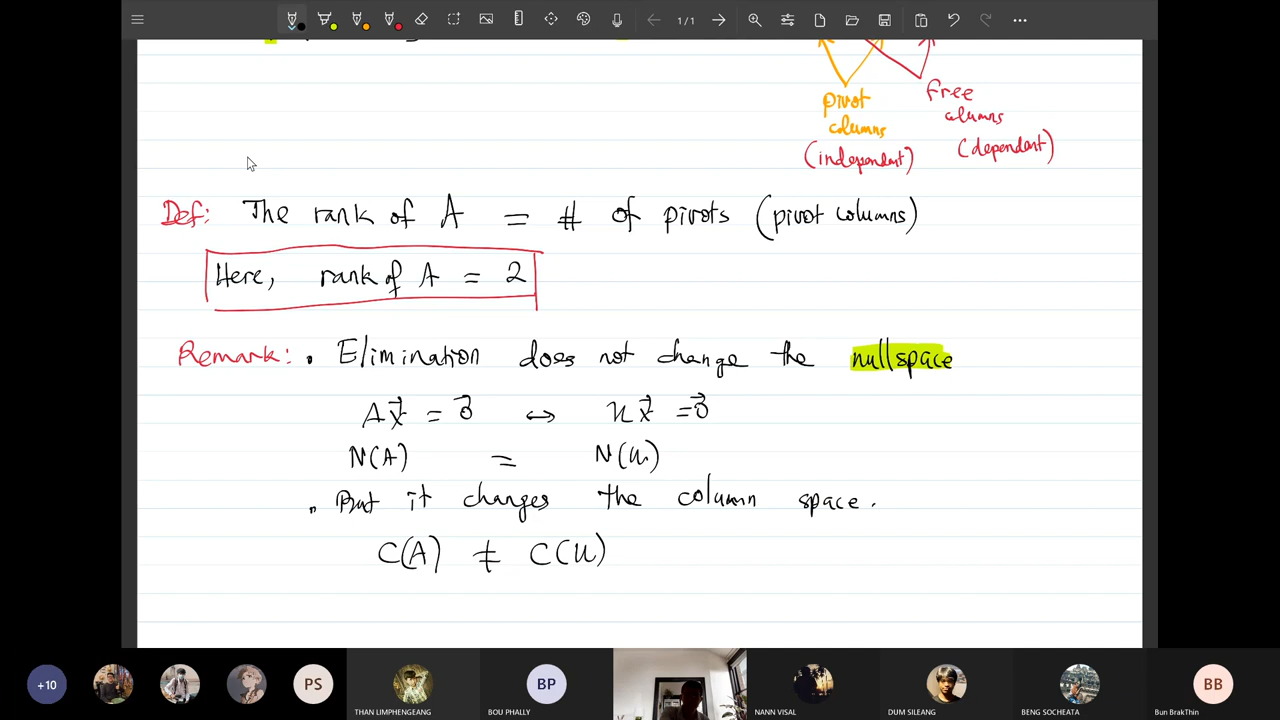 1/1
pivot
columns
(independant)
free
columns
(dependant)
Def: The rank of A = # of pivots (pivot columns)
Here, rank of A = 2
Remark: . Elimination does not change the nullspace
Ax⃗ = 0⃗ ↔ Ux⃗ = 0⃗
N(A) = N(U)
. But it changes the column space.
C(A) ≠ C(U)
+10
PS
THAN LIMPHENGEANG
BP
BOU PHALLY
NANN VISAL
DUM SILEANG
BENG SOCHEATA
BB
Bun BrakThin